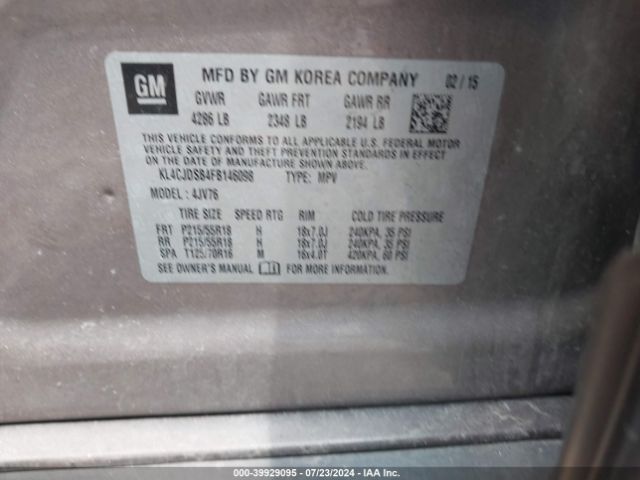 GM MFD BY GM KOREA COMPANY 02/15
GVWR GAWR FRT GAWR RR
4286 LB 2348 LB 2194 LB
THIS VEHICLE CONFORMS TO ALL APPLICABLE U.S. FEDERAL MOTOR
VEHICLE SAFETY AND THEFT PREVENTION STANDARDS IN EFFECT
ON THE DATE OF MANUFACTURE SHOWN ABOVE.
KL4CJDSB4FB146098 TYPE: MPV
MODEL: 4JV76
TIRE SIZE SPEED RTG RIM COLD TIRE PRESSURE
FRT P215/55R18 H 18x7.0J 240KPA, 35 PSI
RR P215/55R18 H 18x7.0J 240KPA, 35 PSI
SPA T125/70R16 M 16x4.0T 420KPA, 60 PSI
SEE OWNER'S MANUAL FOR MORE INFORMATION.
000-39929095 - 07/23/2024 - IAA Inc.